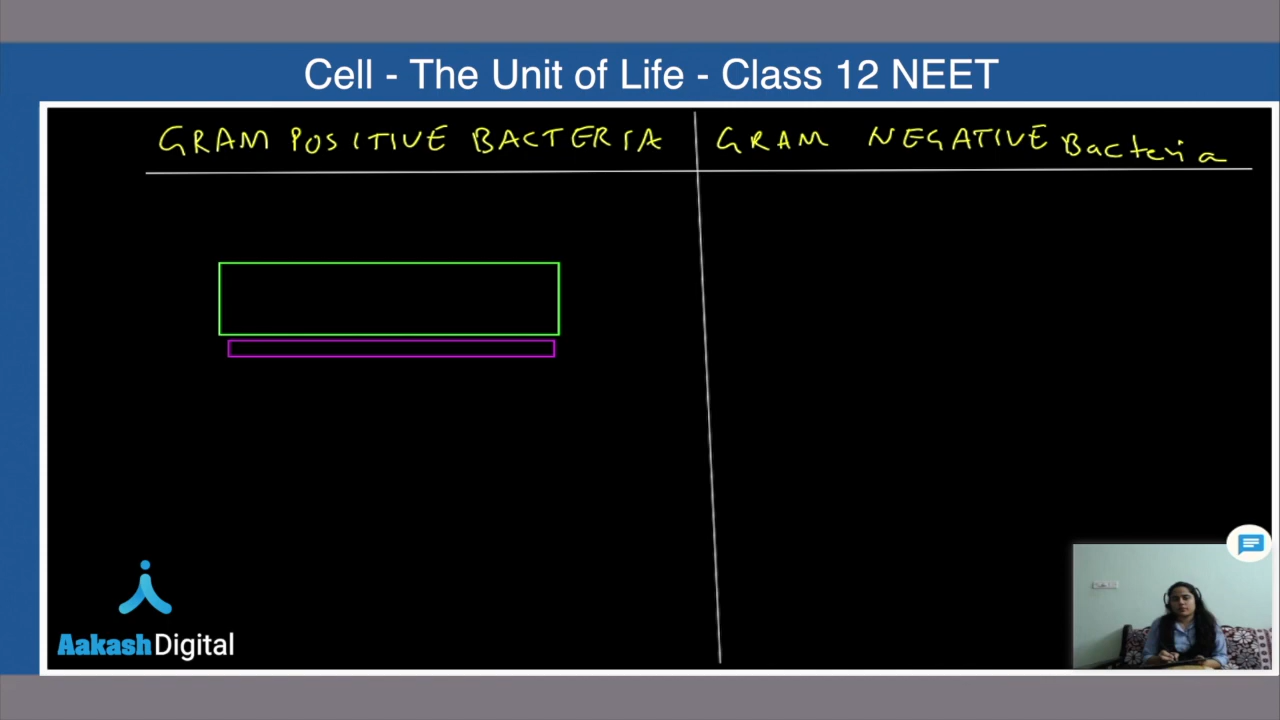 Cell - The Unit of Life - Class 12 NEET
GRAM POSITIVE BACTERIA GRAM NEGATIVE Bacteria
Aakash Digital